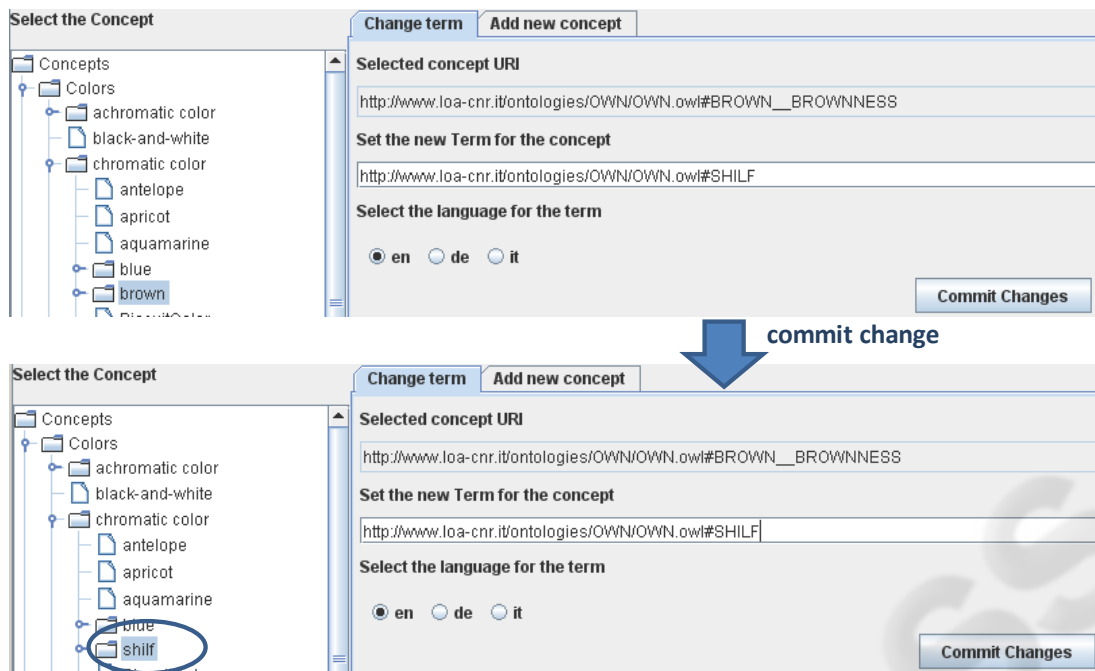 Select the Concept
Change term
Add new concept
Concepts
Colors
achromatic color
black-and-white
chromatic color
antelope
apricot
aquamarine
blue
brown
Selected concept URI
http://www.loa-cnr.it/ontologies/OWN/OWN.owl#BROWN__BROWNNESS
Set the new Term for the concept
http://www.loa-cnr.it/ontologies/OWN/OWN.owl#SHILF
Select the language for the term
en de it
Commit Changes
commit change
Select the Concept
Change term
Add new concept
Concepts
Colors
achromatic color
black-and-white
chromatic color
antelope
apricot
aquamarine
blue
shilf
Selected concept URI
http://www.loa-cnr.it/ontologies/OWN/OWN.owl#BROWN__BROWNNESS
Set the new Term for the concept
http://www.loa-cnr.it/ontologies/OWN/OWN.owl#SHILF
Select the language for the term
en de it
Commit Changes